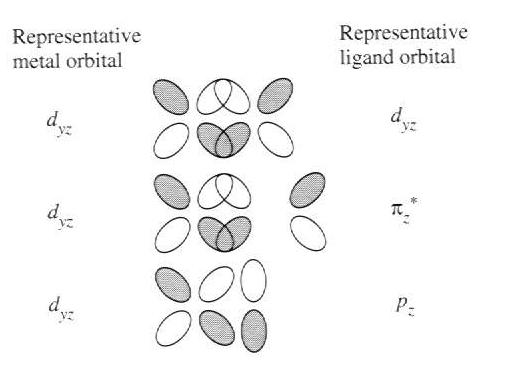 Representative
metal orbital
Representative
ligand orbital
d_yz
d_yz
d_yz
π_z*
d_yz
p_z